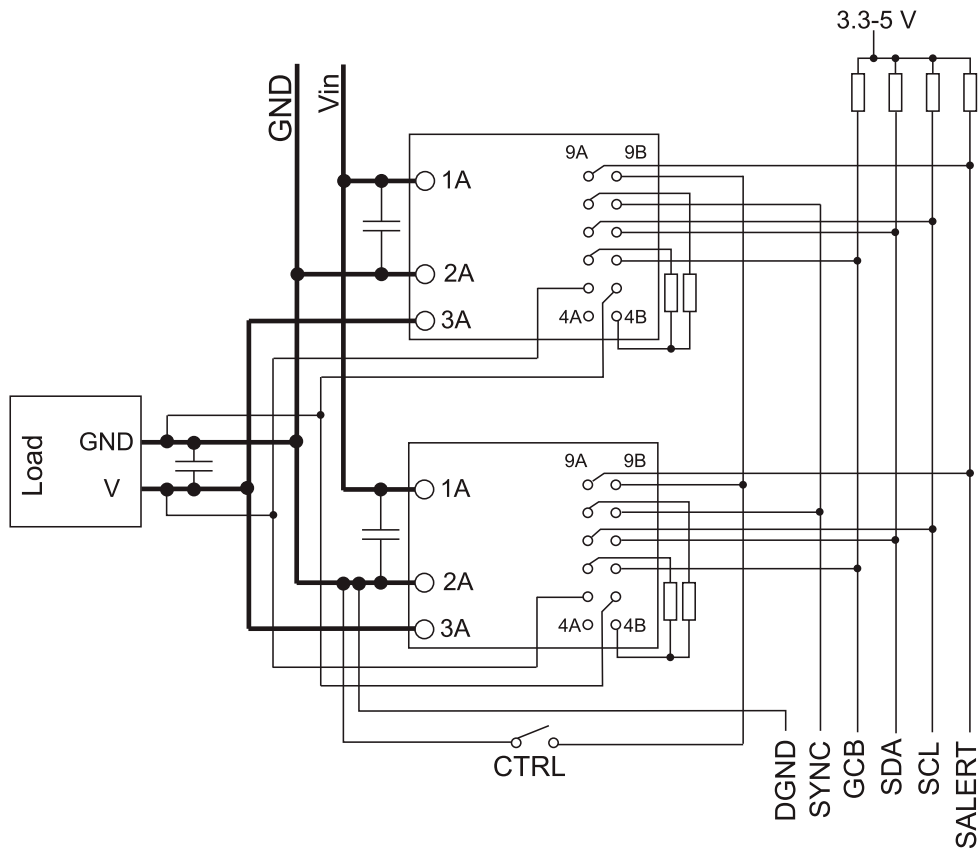 3.3-5 V
GND
Vin
9A 9B
1A
2A
3A
4A 4B
Load
GND
V
9A 9B
1A
2A
3A
4A 4B
CTRL
DGND
SYNC
GCB
SDA
SCL
SALERT